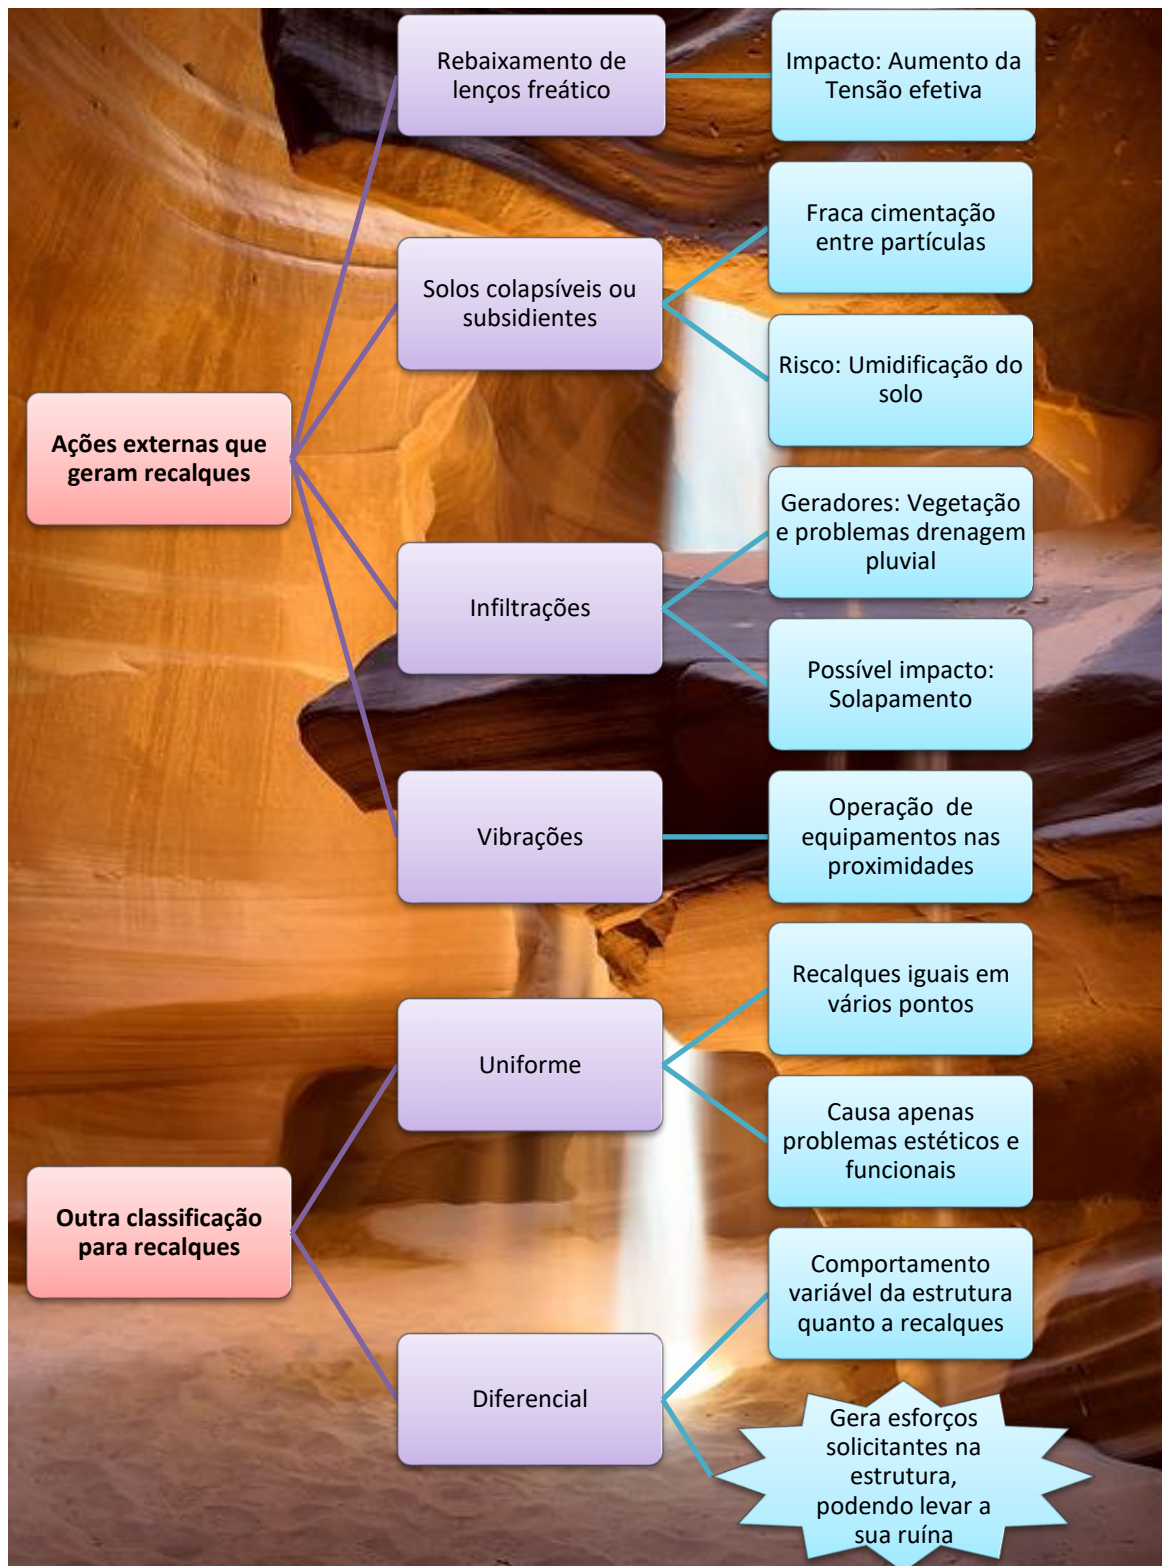 Rebaixamento de
lenços freático
Impacto: Aumento da
Tensão efetiva
Solos colapsíveis ou
subsidientes
Fraca cimentação
entre partículas
Risco: Umidificação do
solo
Ações externas que
geram recalques
Infiltrações
Geradores: Vegetação
e problemas drenagem
pluvial
Possível impacto:
Solapamento
Vibrações
Operação  de
equipamentos nas
proximidades
Outra classificação
para recalques
Uniforme
Recalques iguais em
vários pontos
Causa apenas
problemas estéticos e
funcionais
Diferencial
Comportamento
variável da estrutura
quanto a recalques
Gera esforços
solicitantes na
estrutura,
podendo levar a
sua ruína